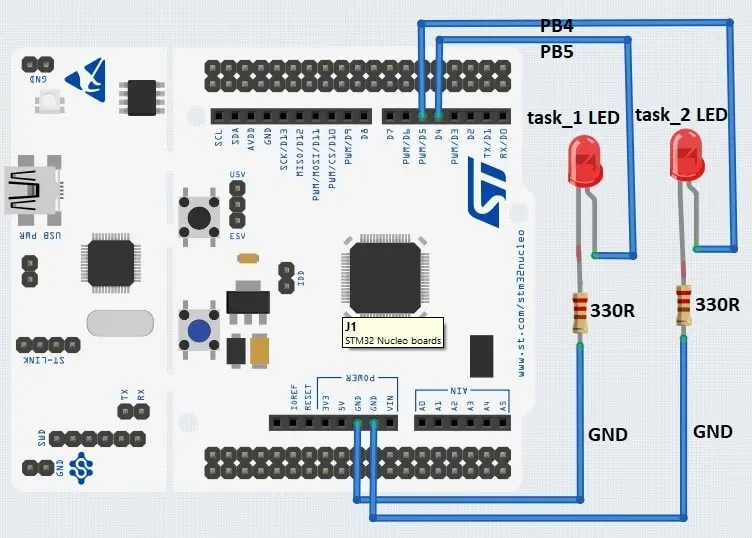 PB4
PB5
GND
SCL
SDA
AVDD
GND
SCK/D13
MISO/D12
PWM/MOSI/D11
PWM/CS/D10
PWM/D9
D8
D7
PWM/D6
PWM/D5
D4
PWM/D3
D2
TX/D1
RX/D0
task_1 LED
task_2 LED
U5V
ST
USB PWR
E5V
IDD
330R
330R
J1
STM32 Nucleo boards
www.st.com/stm32nucleo
ST-LINK
POWER
AIN
IOREF
RESET
3V3
5V
GND
GND
VIN
A0
A1
A2
A3
A4
A5
TX
RX
GND
GND
SWD
GND